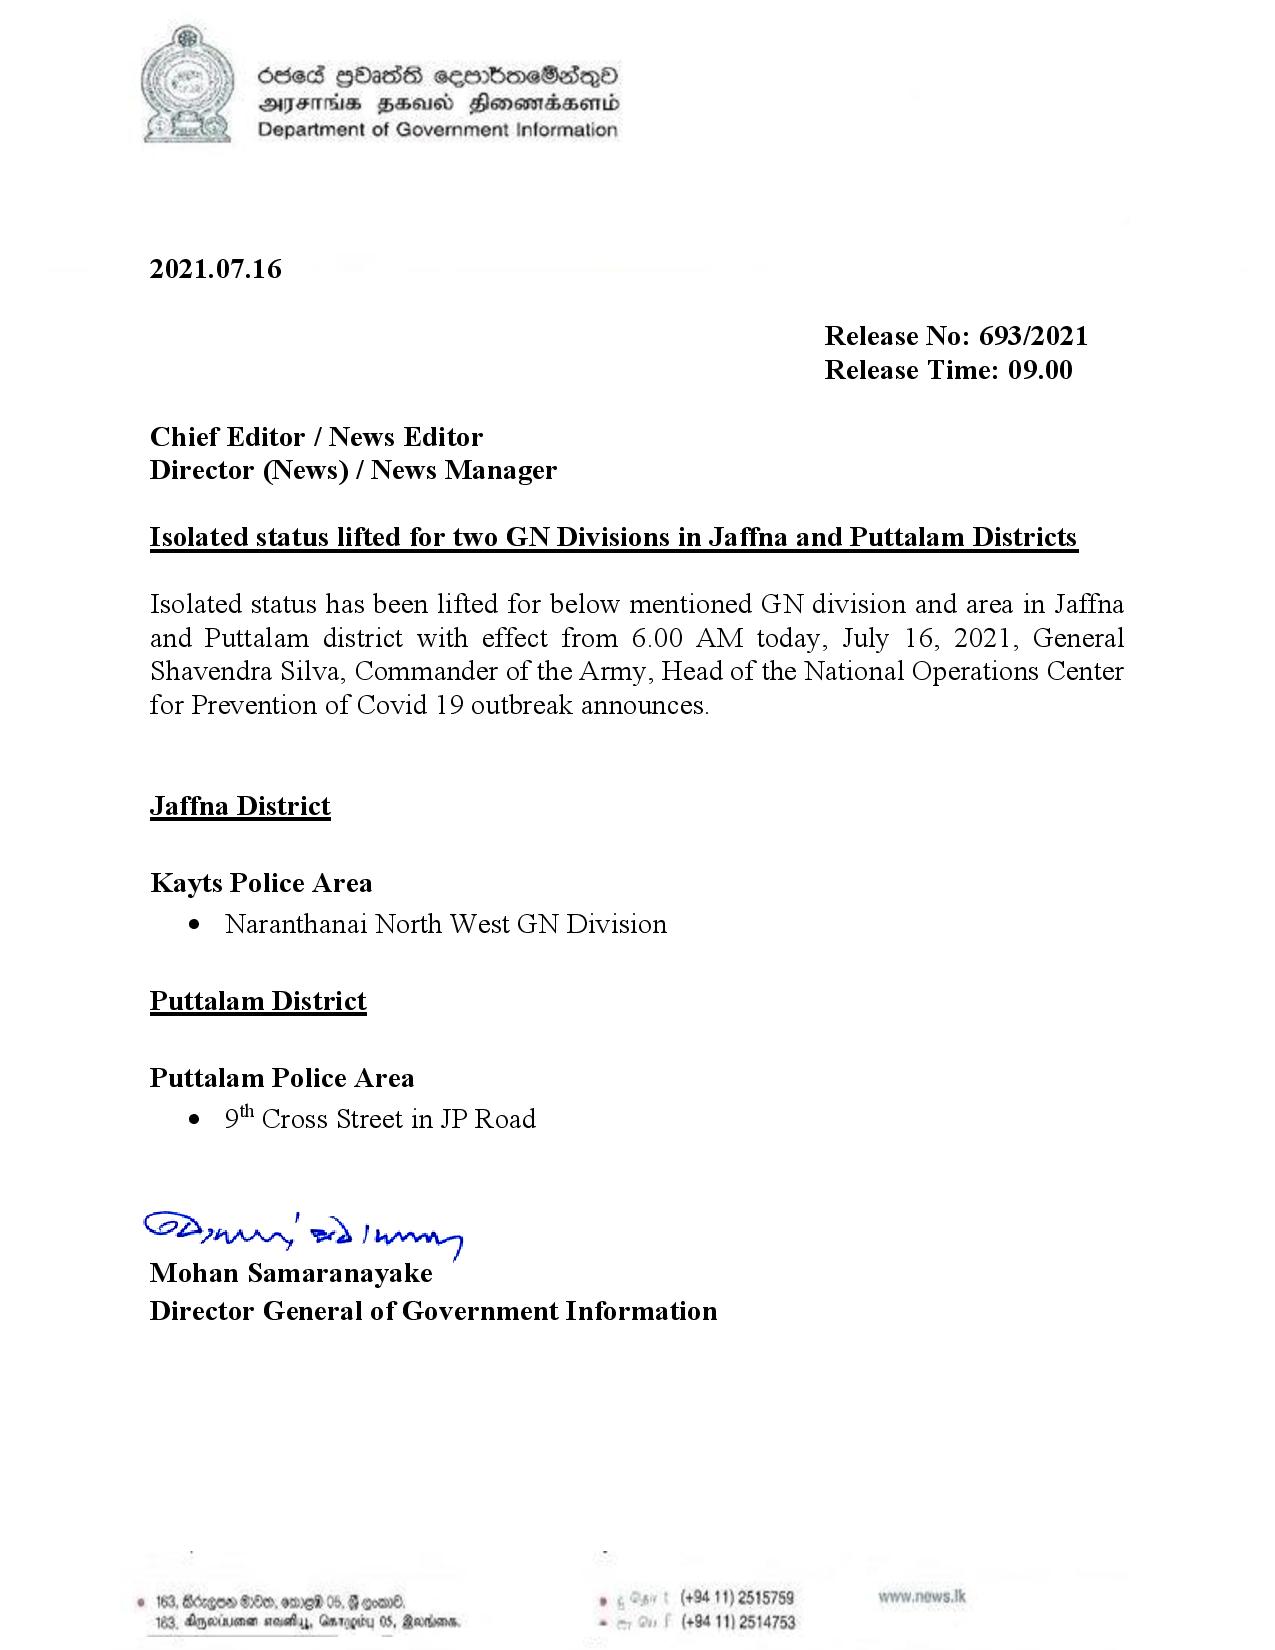 රජයේ ප්‍රවෘත්ති දෙපාර්තමේන්තුව
அரசாங்க தகவல் திணைக்களம்
Department of Government Information
2021.07.16
Release No: 693/2021
Release Time: 09.00
Chief Editor / News Editor
Director (News) / News Manager
Isolated status lifted for two GN Divisions in Jaffna and Puttalam Districts
Isolated status has been lifted for below mentioned GN division and area in Jaffna
and Puttalam district with effect from 6.00 AM today, July 16, 2021, General
Shavendra Silva, Commander of the Army, Head of the National Operations Center
for Prevention of Covid 19 outbreak announces.
Jaffna District
Kayts Police Area
• Naranthanai North West GN Division
Puttalam District
Puttalam Police Area
• 9th Cross Street in JP Road
Mohan Samaranayake
Director General of Government Information
163, කිරුලපන මාවත, කොළඹ 05, ශ්‍රී ලංකාව.
163, கிருலப்பனை எவனியூ, கொழும்பு 05, இலங்கை.
(+94 11) 2515759
(+94 11) 2514753
www.news.lk